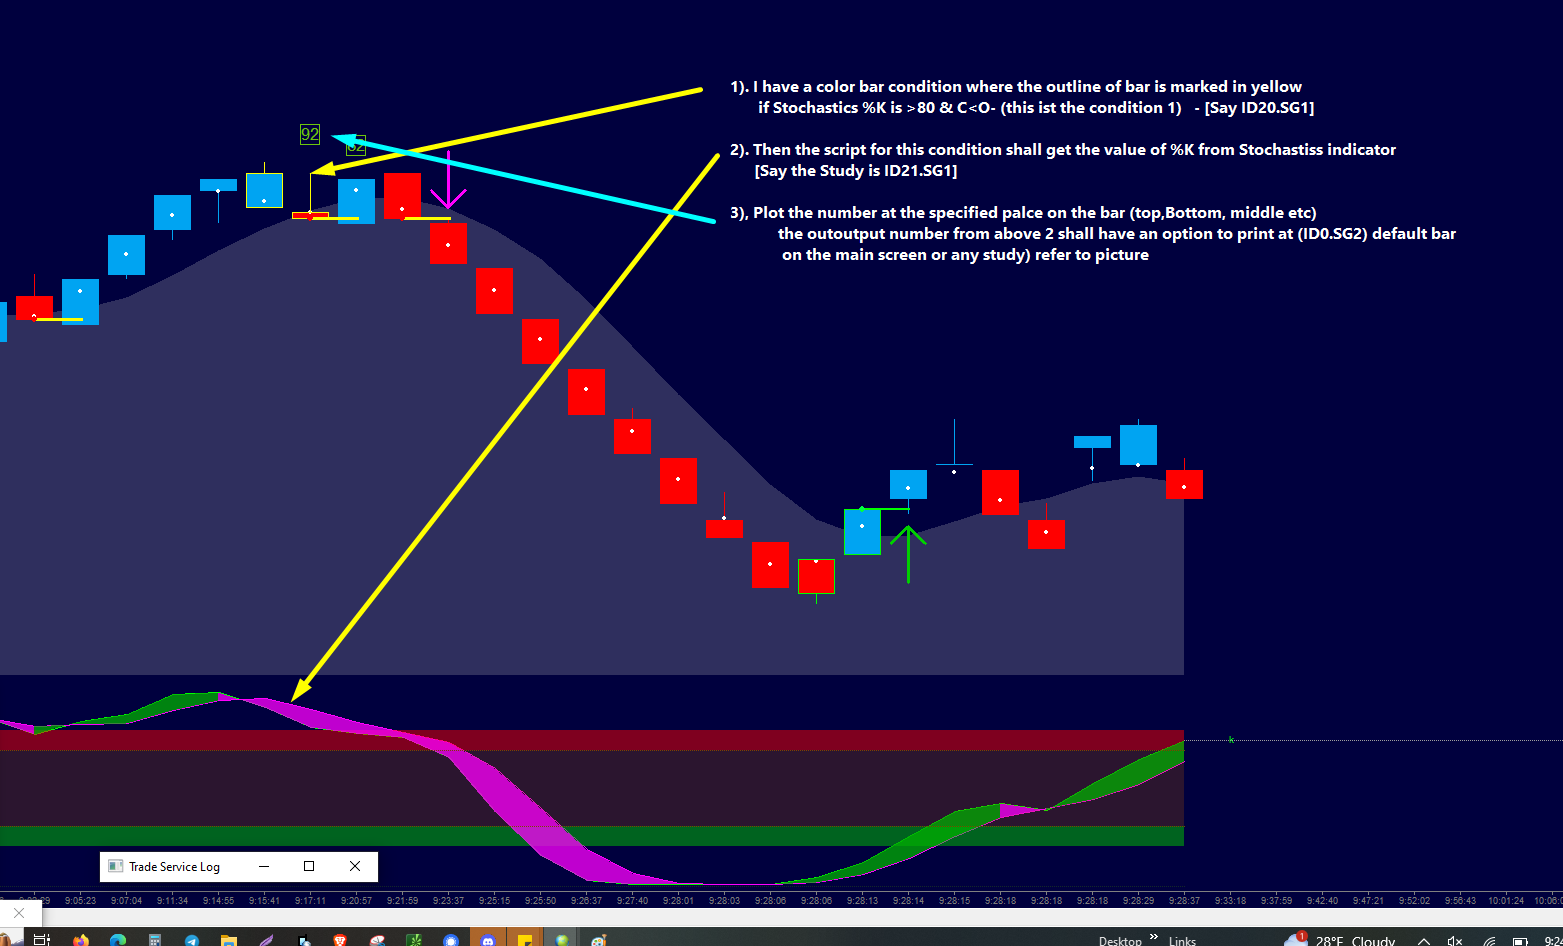 1). I have a color bar condition where the outline of bar is marked in yellow
if Stochastics %K is >80 & C<O- (this ist the condition 1) - [Say ID20.SG1]
92
82
2). Then the script for this condition shall get the value of %K from Stochastiss indicator
[Say the Study is ID21.SG1]
3), Plot the number at the specified palce on the bar (top,Bottom, middle etc)
the outoutput number from above 2 shall have an option to print at (ID0.SG2) default bar
on the main screen or any study) refer to picture
k
Trade Service Log
9:05:23 9:07:04 9:11:34 9:14:55 9:15:41 9:17:11 9:20:57 9:21:59 9:23:37 9:25:15 9:25:50 9:26:37 9:27:40 9:28:01 9:28:03 9:28:06 9:28:06 9:28:13 9:28:14 9:28:15 9:28:18 9:28:18 9:28:18 9:28:29 9:28:37 9:33:18 9:37:59 9:42:40 9:47:21 9:52:02 9:56:43 10:01:24 10:06:0
Desktop » Links 1 28°F Cloudy 9:2